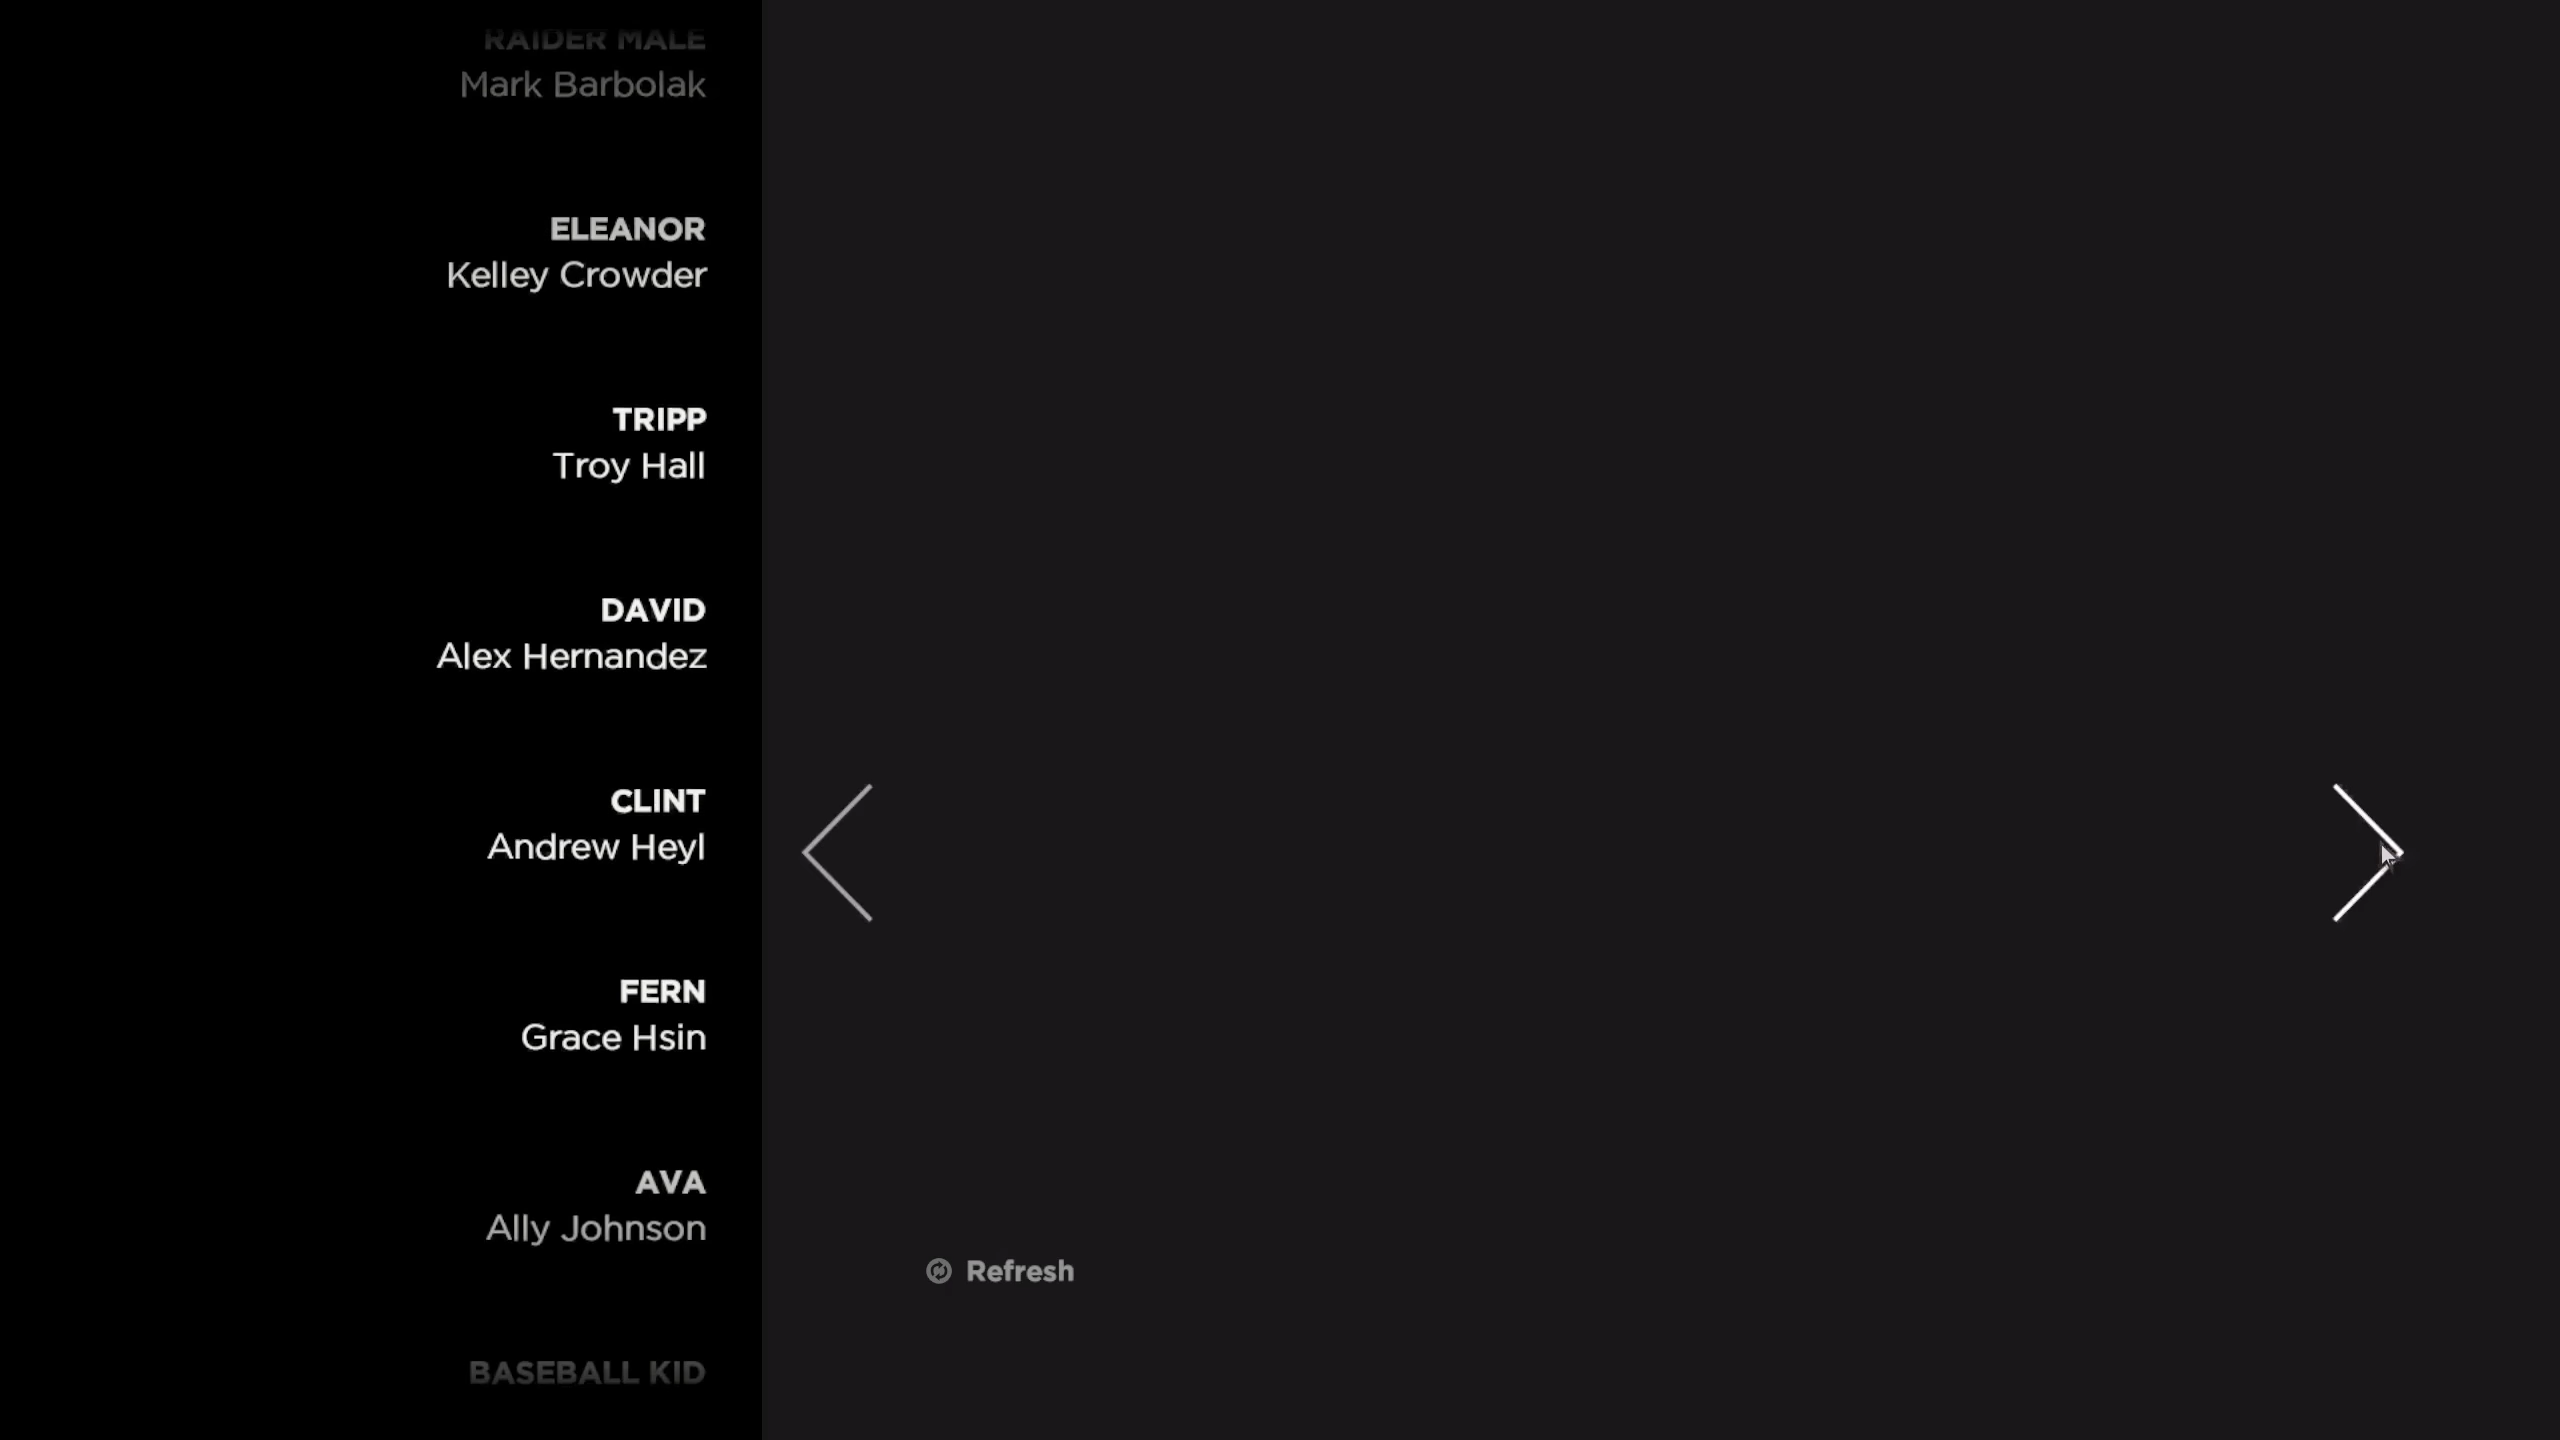 RAIDER MALE
Mark Barbolak
ELEANOR
Kelley Crowder
TRIPP
Troy Hall
DAVID
Alex Hernandez
CLINT
Andrew Heyl
FERN
Grace Hsin
AVA
Ally Johnson
Refresh
BASEBALL KID